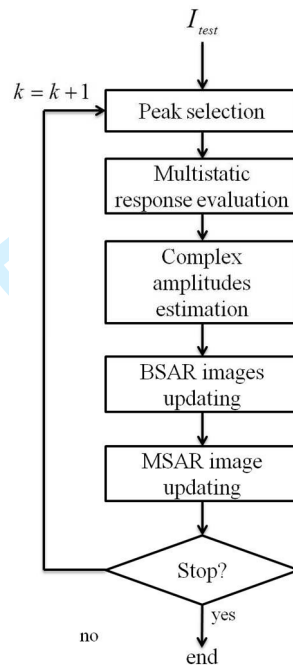 I_test
k = k + 1
Peak selection
Multistatic
response evaluation
Complex
amplitudes
estimation
BSAR images
updating
MSAR image
updating
Stop?
yes
no
end